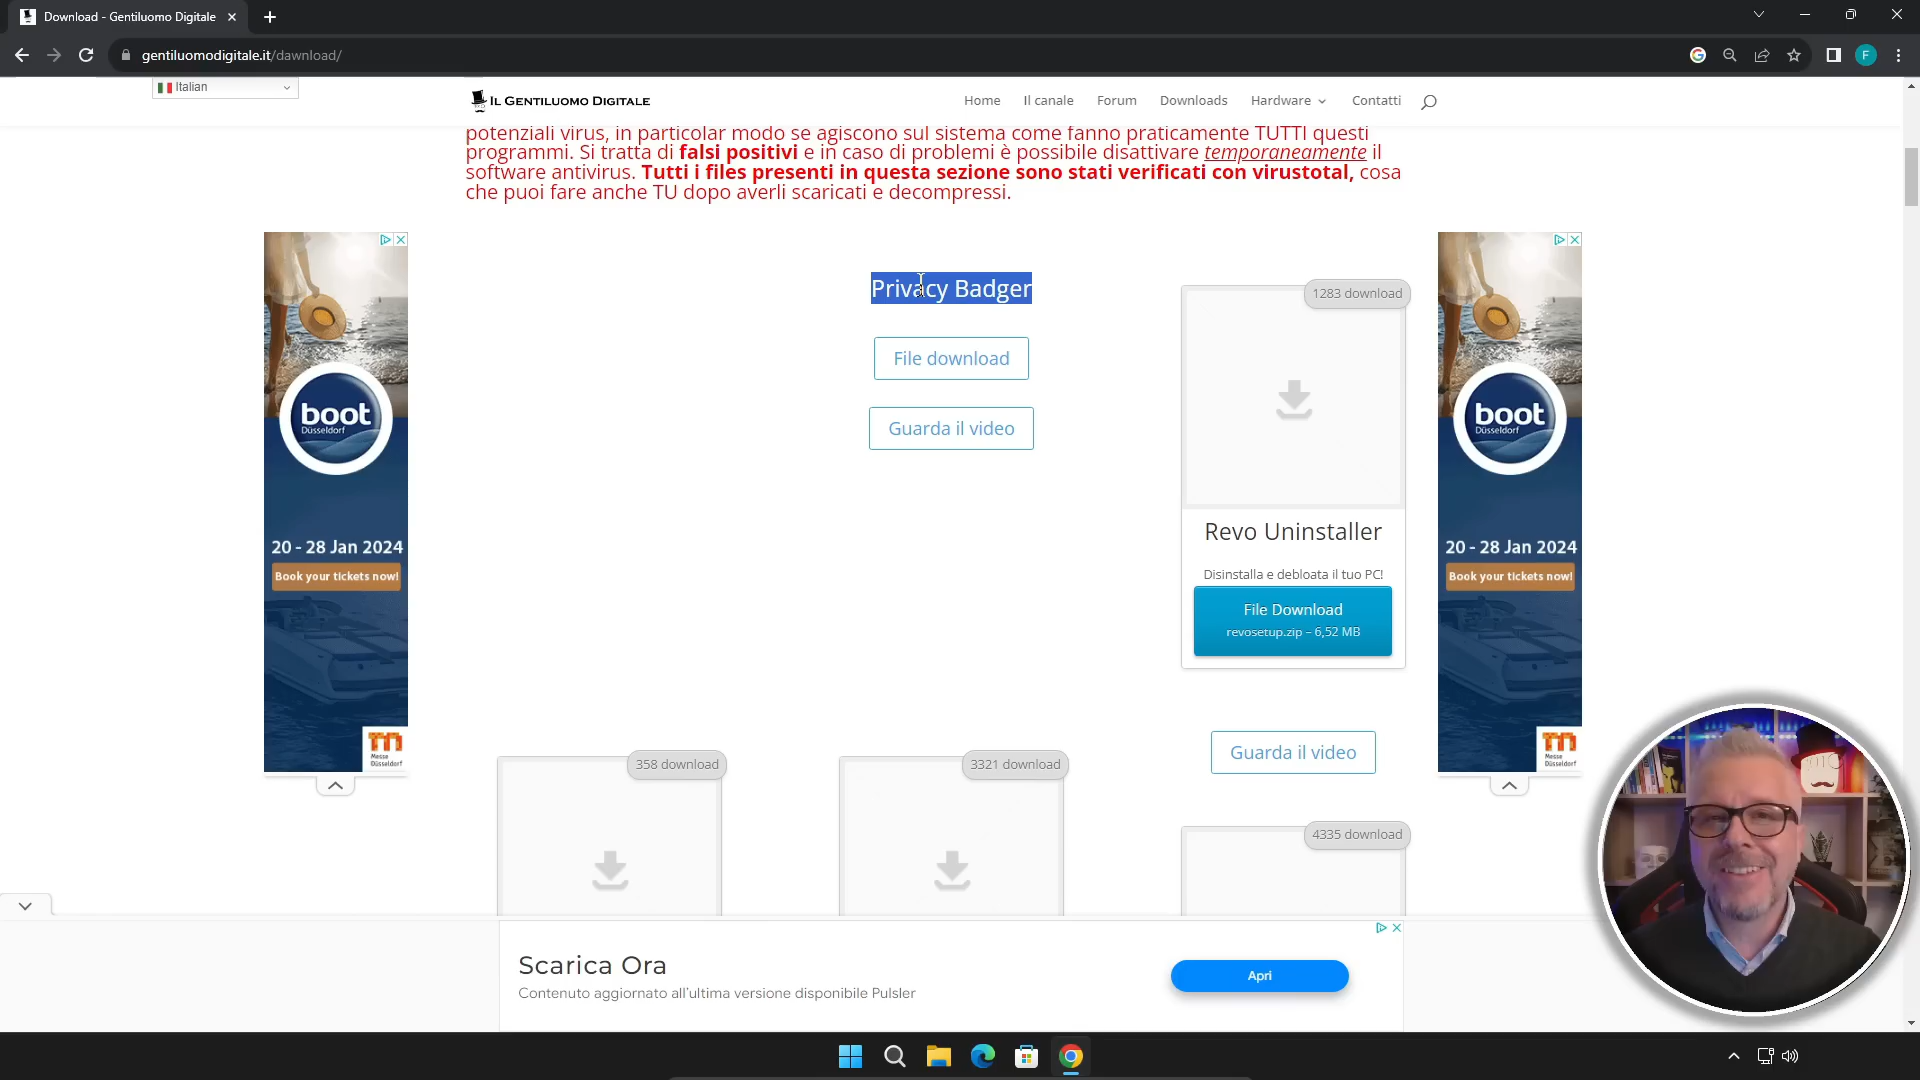 Download - Gentiluomo Digitale
gentiluomodigitale.it/dawnload/
F
Italian
IL GENTILUOMO DIGITALE
Home
Il canale
Forum
Downloads
Hardware
Contatti
potenziali virus, in particolar modo se agiscono sul sistema come fanno praticamente TUTTI questi
programmi. Si tratta di falsi positivi e in caso di problemi è possibile disattivare temporaneamente il
software antivirus. Tutti i files presenti in questa sezione sono stati verificati con virustotal, cosa
che puoi fare anche TU dopo averli scaricati e decompressi.
boot
Düsseldorf
20 - 28 Jan 2024
Book your tickets now!
Messe
Düsseldorf
Privacy Badger
File download
Guarda il video
1283 download
Revo Uninstaller
Disinstalla e debloata il tuo PC!
File Download
revosetup.zip – 6,52 MB
Guarda il video
boot
Düsseldorf
20 - 28 Jan 2024
Book your tickets now!
Messe
Düsseldorf
358 download
3321 download
4335 download
Scarica Ora
Contenuto aggiornato all'ultima versione disponibile Pulsler
Apri